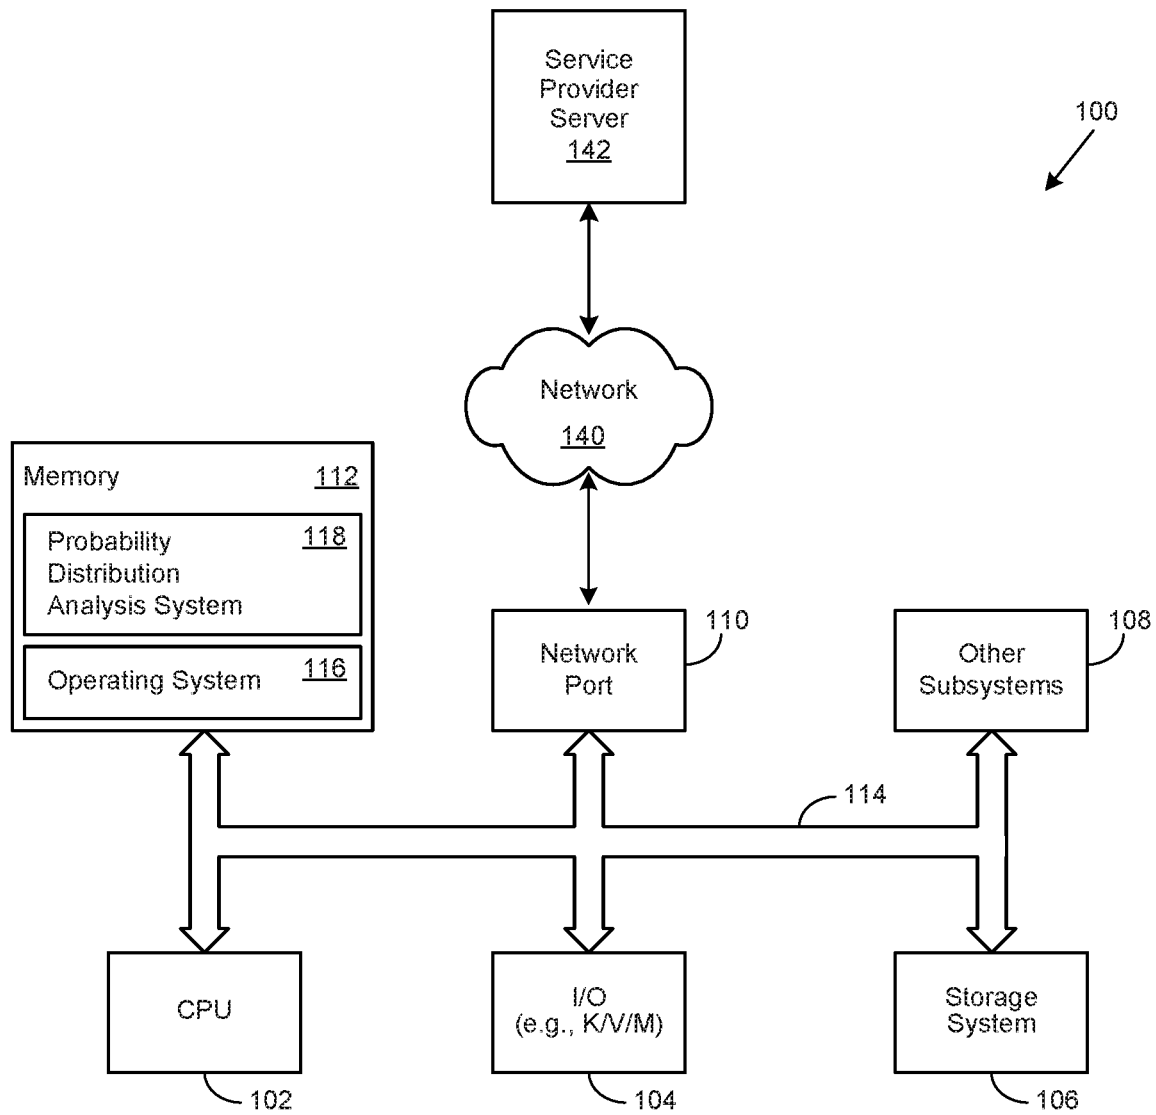 Service
Provider
Server
142
100
Network
140
Memory 112
Probability 118
Distribution
Analysis System
Operating System 116
Network
Port
110
Other
Subsystems
108
114
CPU
102
I/O
(e.g., K/V/M)
104
Storage
System
106